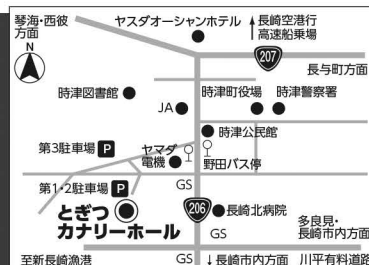 琴海・西彼
方面
ヤスダオーシャンホテル
長崎空港行
高速船乗場
N
207
長与町方面
時津図書館
時津町役場
時津警察署
JA
時津公民館
第3駐車場 P
ヤマダ
電機
野田バス停
第1・2駐車場 P
GS
とぎつ
カナリーホール
206
長崎北病院
GS
多良見・
長崎市内方面
至新長崎漁港
GS
↓長崎市内方面
川平有料道路